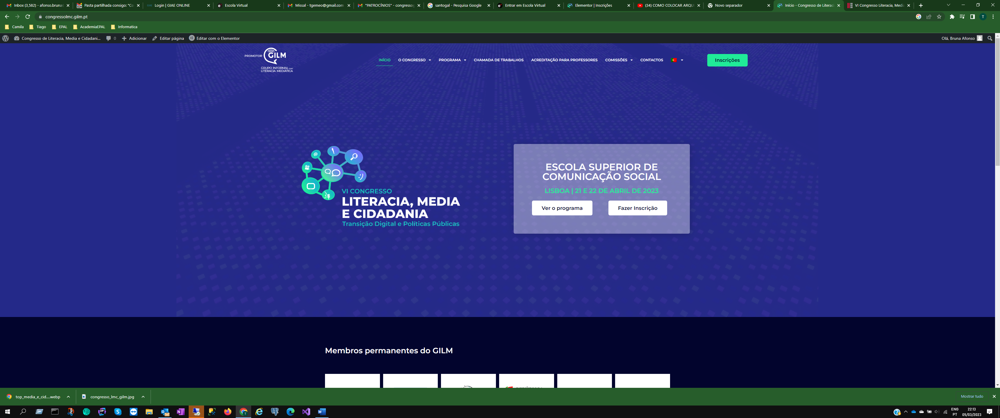 Inbox (3,582) - afonso.bruna
Pasta partilhada consigo: "Co
Login | GIAE ONLINE
Escola Virtual
Missal - tgemeo@gmail.com
"PATROCÍNIOS" - congressog
santogal - Pesquisa Google
Entrar em Escola Virtual
Elementor | Inscrições
(34) COMO COLOCAR ARQU
Novo separador
Início - Congresso de Literaci
VI Congresso Literacia, Medi
congressolmc.gilm.pt
T
Camila
Tiago
EPAL
AcademiaEPAL
Informatica
Congresso de Literacia, Media e Cidadani...
0
Adicionar
Editar página
Editar com o Elementor
Olá, Bruna Afonso
PROMOTOR
GILM
GRUPO INFORMAL
LITERACIA MEDIÁTICA
INÍCIO
O CONGRESSO
PROGRAMA
CHAMADA DE TRABALHOS
ACREDITAÇÃO PARA PROFESSORES
COMISSÕES
CONTACTOS
Inscrições
VI CONGRESSO
LITERACIA, MEDIA
E CIDADANIA
Transição Digital e Políticas Públicas
ESCOLA SUPERIOR DE
COMUNICAÇÃO SOCIAL
LISBOA | 21 E 22 DE ABRIL DE 2023
Ver o programa
Fazer Inscrição
Membros permanentes do GILM
top_media_e_cid....webp
congresso_lmc_gilm.jpg
Mostrar tudo
ENG
PT
22:13
05/03/2023